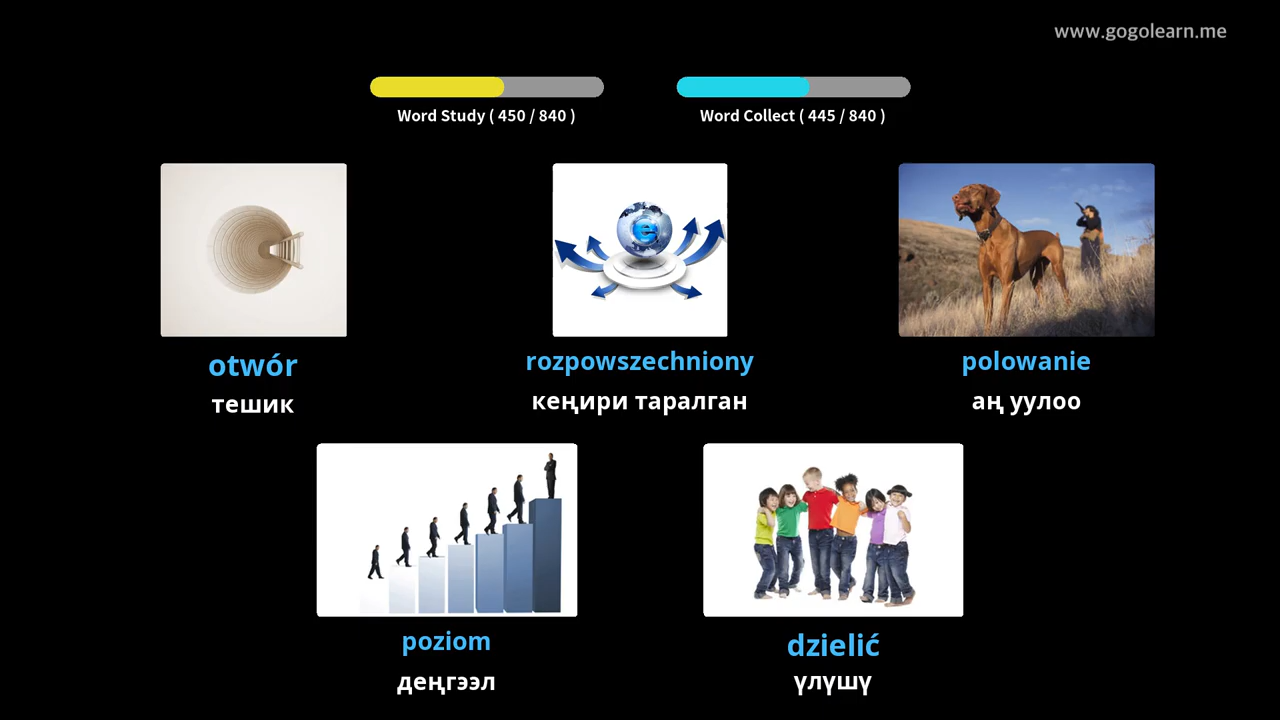 www.gogolearn.me
Word Study ( 450 / 840 )
Word Collect ( 445 / 840 )
e
otwór
тешик
rozpowszechniony
кеңири таралган
polowanie
аң уулоо
poziom
деңгээл
dzielić
үлүшү